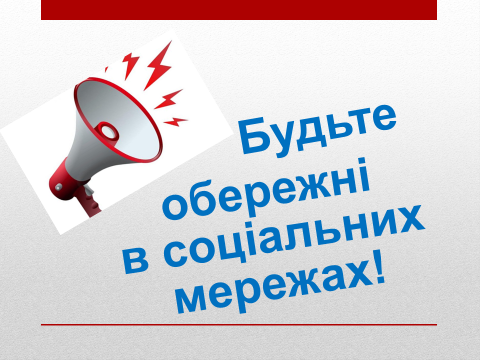 Будьте
обережні
в соціальних
мережах!